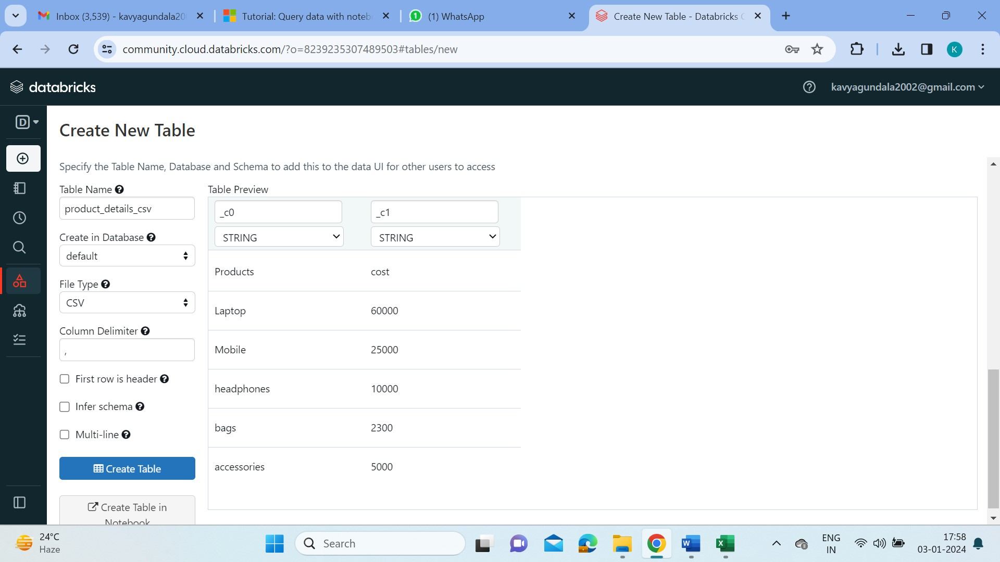 Inbox (3,539) - kavyagundala20
Tutorial: Query data with noteb
1
(1) WhatsApp
Create New Table - Databricks C
community.cloud.databricks.com/?o=8239235307489503#tables/new
K
databricks
?
kavyagundala2002@gmail.com
D
Create New Table
Specify the Table Name, Database and Schema to add this to the data UI for other users to access
Table Name ?
Table Preview
product_details_csv
_c0
_c1
STRING
STRING
Create in Database ?
default
Products
cost
File Type ?
CSV
Laptop
60000
Column Delimiter ?
,
Mobile
25000
First row is header ?
headphones
10000
Infer schema ?
Multi-line ?
bags
2300
Create Table
accessories
5000
Create Table in
Notebook
24°C
Haze
Search
W
X
ENG
IN
17:58
03-01-2024